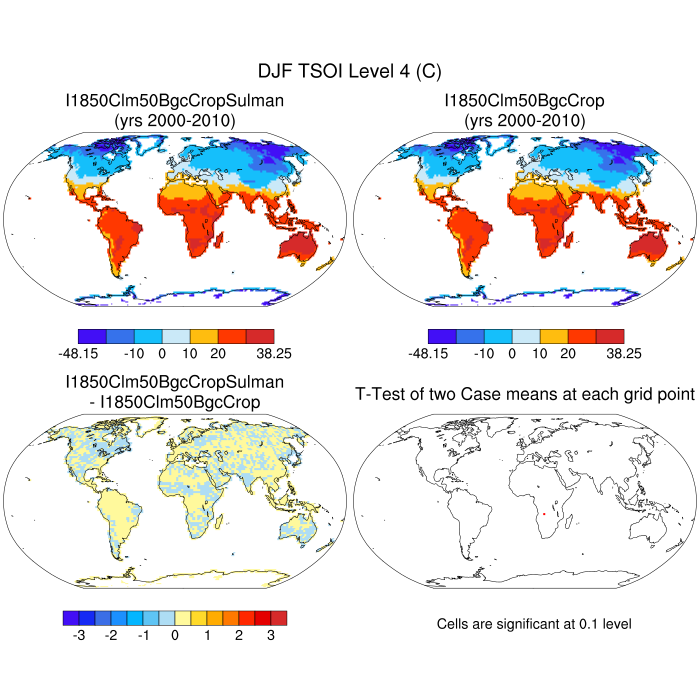 DJF TSOI Level 4 (C)
I1850Clm50BgcCropSulman
(yrs 2000-2010)
I1850Clm50BgcCrop
(yrs 2000-2010)
-48.15 -10 0 10 20 38.25
-48.15 -10 0 10 20 38.25
I1850Clm50BgcCropSulman
- I1850Clm50BgcCrop
T-Test of two Case means at each grid point
-3 -2 -1 0 1 2 3
Cells are significant at 0.1 level